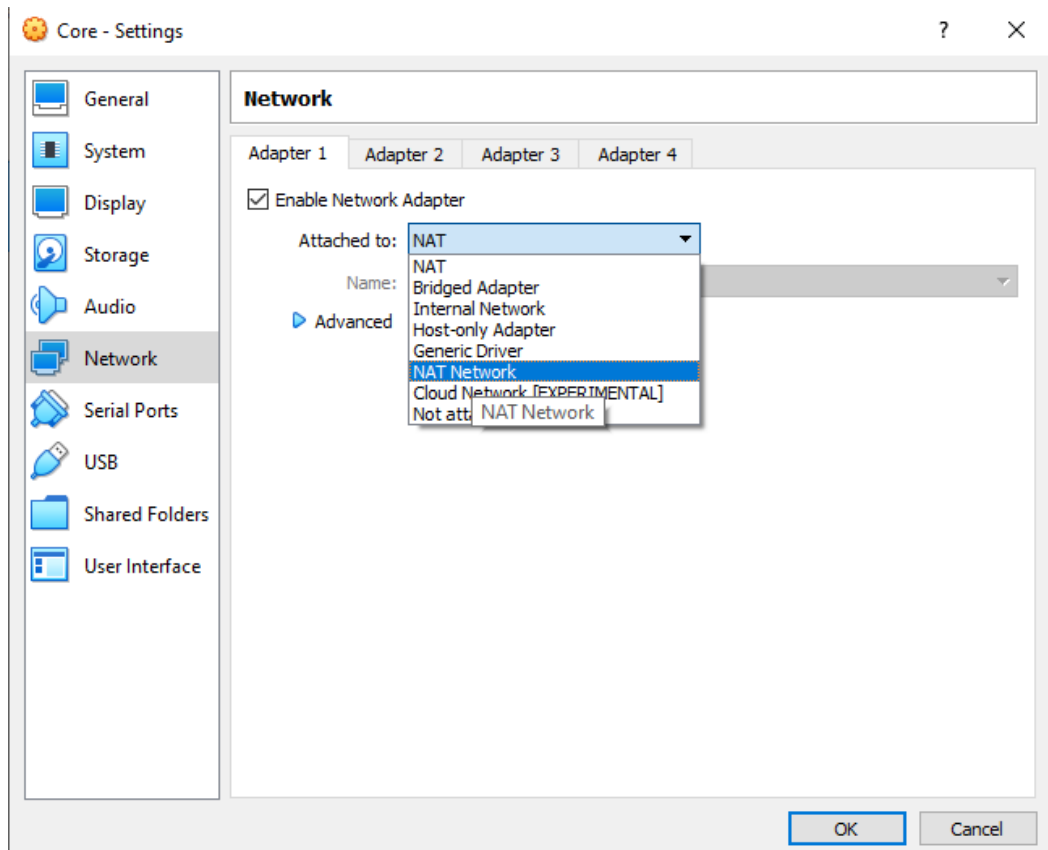 Core - Settings
?
General
System
Display
Storage
Audio
Network
Serial Ports
USB
Shared Folders
User Interface
Network
Adapter 1
Adapter 2
Adapter 3
Adapter 4
Enable Network Adapter
Attached to: NAT
NAT
Name:
Bridged Adapter
Internal Network
Advanced
Host-only Adapter
Generic Driver
NAT Network
Cloud Network [EXPERIMENTAL]
Not
NAT Network
OK
Cancel